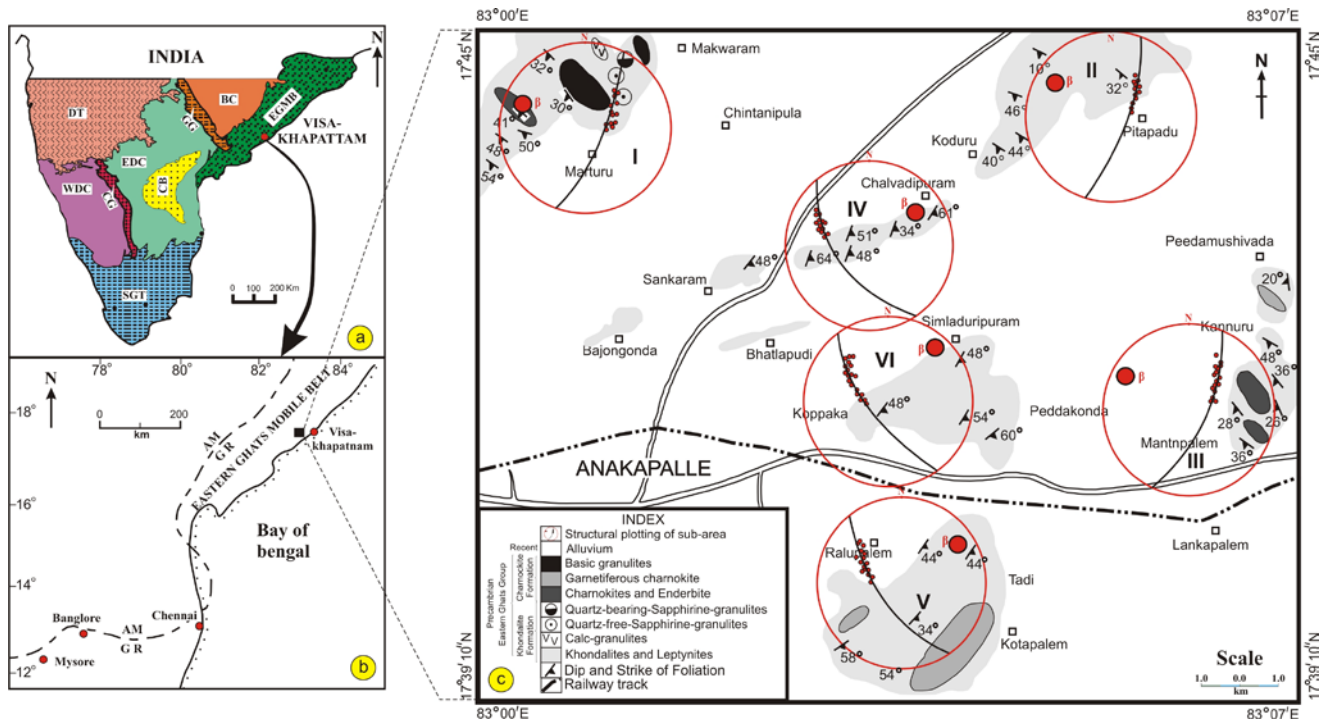 INDIA
N
DT
BC
GG
EGMB
VISA-
KHAPATTAM
EDC
WDC
CB
CG
SGT
0 100 200 Km
a
78 80 82 84
N
18°
16°
14°
13°
12°
0 200
km
AM
G R
EASTERN GHATS MOBILE BELT
Visa-
khapatnam
Bay of
bengal
Banglore
Chennai
AM
G R
Mysore
b
83°00′E
83°07′E
17°45′N
17°45′N
N
Makwaram
32°
β
30°
41°
48°
50°
54°
Marturu
I
Chintanipula
N
II
10°
β
32°
46°
Pitapadu
Koduru
40°
44°
N
N
Chalvadipuram
IV
β
61°
51°
34°
64°
48°
48°
Sankaram
Peedamushivada
20°
Bajongonda
Bhatlapudi
N
Simladuripuram
VI
β
48°
48°
54°
60°
Koppaka
Peddakonda
N
Kannuru
β
48°
36°
28°
26°
36°
Mantnpalem
III
ANAKAPALLE
N
Ralupalem
β
44°
44°
Tadi
V
34°
58°
54°
Kotapalem
Lankapalem
INDEX
Structural plotting of sub-area
Recent
Alluvium
Precambrian
Eastern Ghats Group
Charnockite
Formation
Basic granulites
Garnetiferous charnokite
Charnokites and Enderbite
Khondalite
Formation
Quartz-bearing-Sapphirine-granulites
Quartz-free-Sapphirine-granulites
Calc-granulites
Khondalites and Leptynites
Dip and Strike of Foliation
Railway track
c
Scale
1.0 0.0 1.0
km
17°39′10″N
17°39′10″N
83°00′E
83°07′E